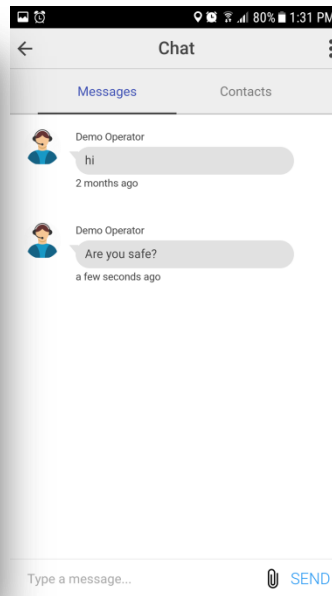 80% 1:31 PM
Chat
Messages Contacts
Demo Operator
hi
2 months ago
Demo Operator
Are you safe?
a few seconds ago
Type a message... SEND